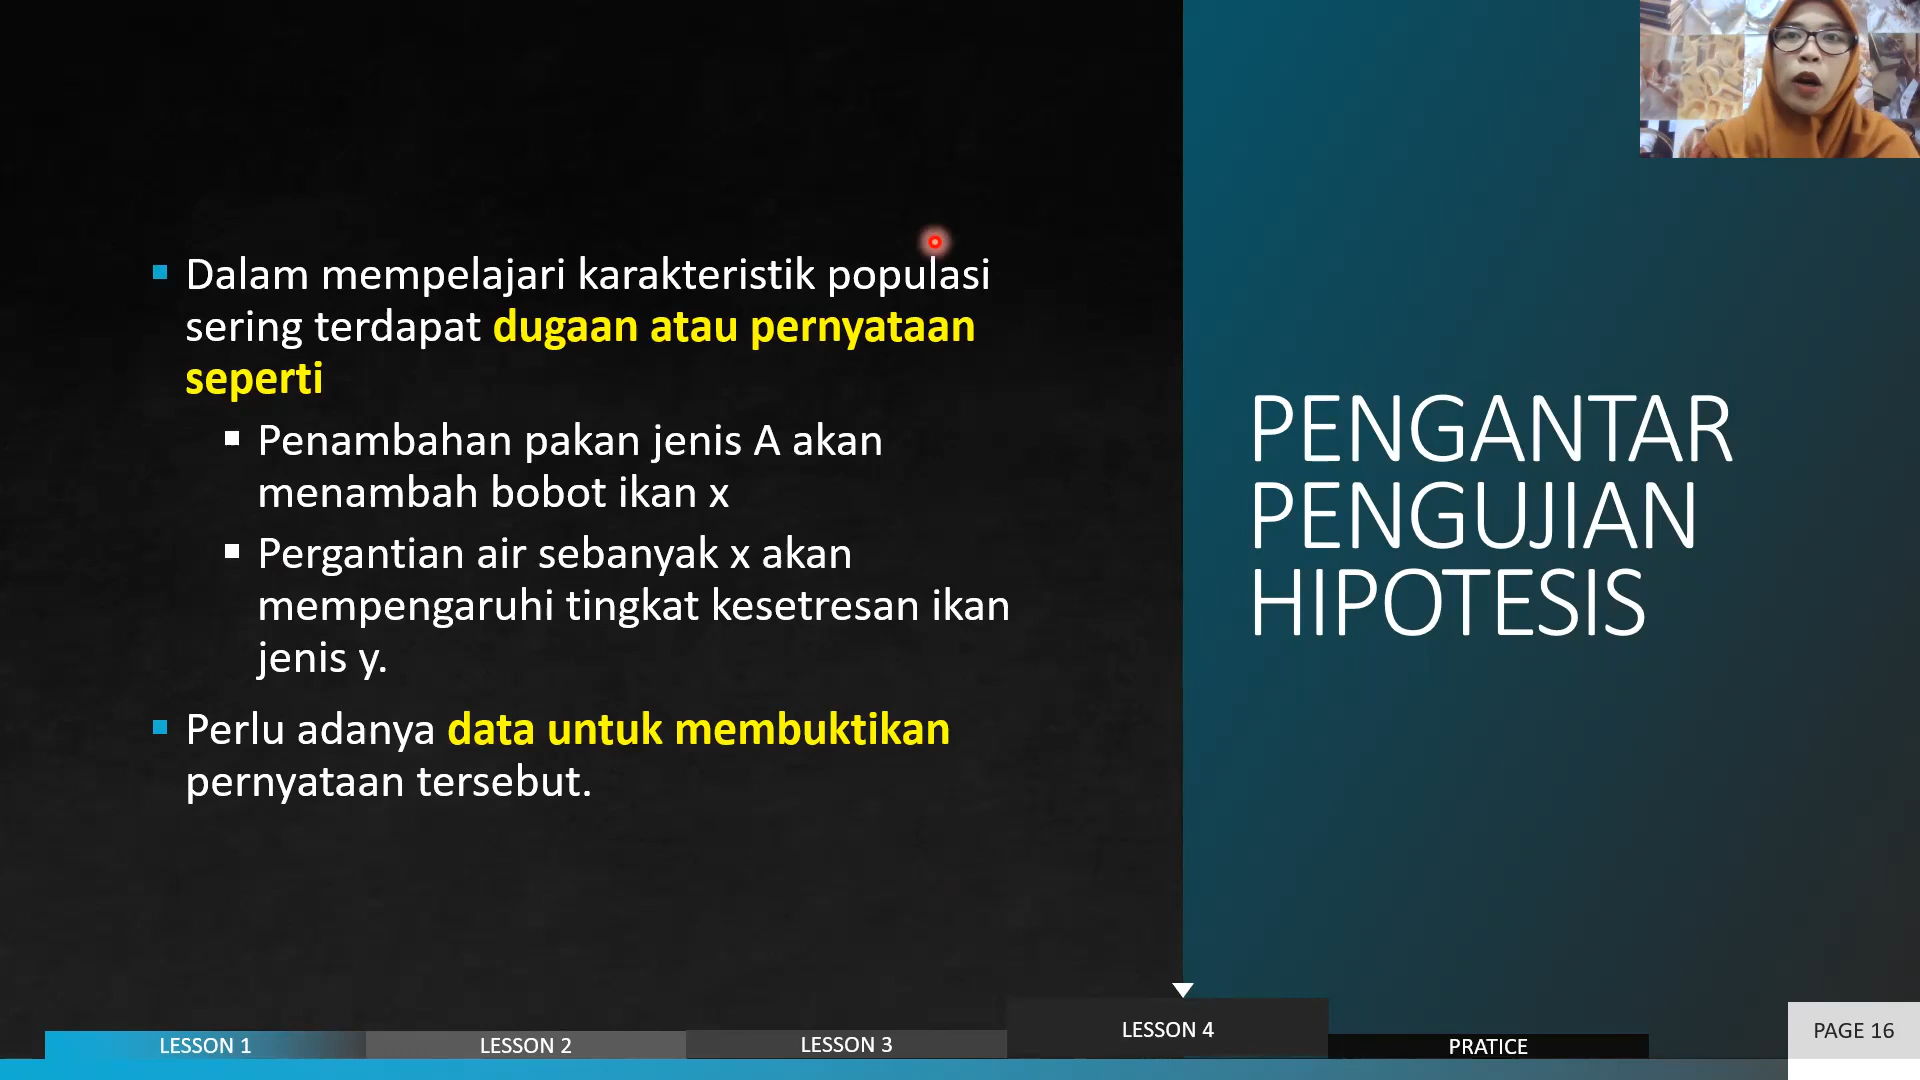 Dalam mempelajari karakteristik populasi
sering terdapat dugaan atau pernyataan
seperti
Penambahan pakan jenis A akan
menambah bobot ikan x
Pergantian air sebanyak x akan
mempengaruhi tingkat kesetresan ikan
jenis y.
Perlu adanya data untuk membuktikan
pernyataan tersebut.
PENGANTAR
PENGUJIAN
HIPOTESIS
LESSON 1
LESSON 2
LESSON 3
LESSON 4
PRATICE
PAGE 16